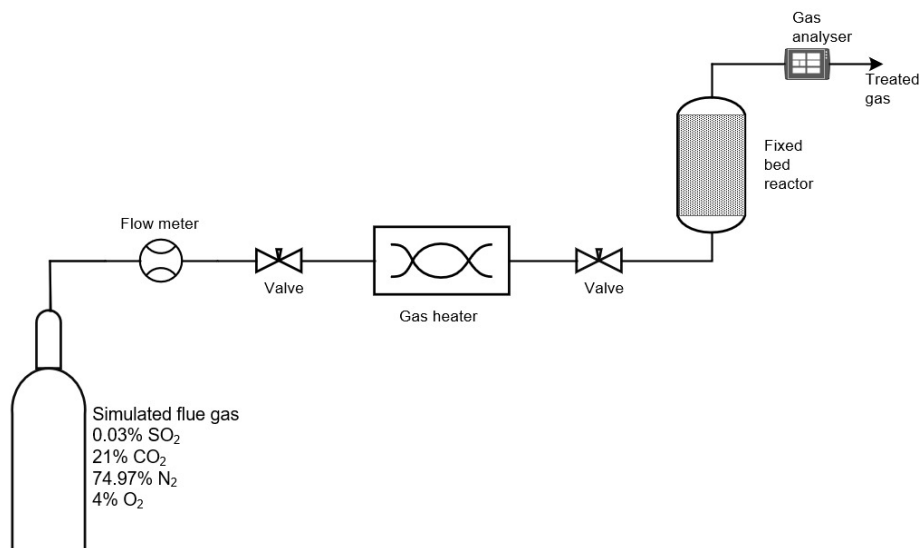 Gas
analyser
Treated
gas
Fixed
bed
reactor
Flow meter
Valve
Valve
Gas heater
Simulated flue gas
0.03% SO₂
21% CO₂
74.97% N₂
4% O₂